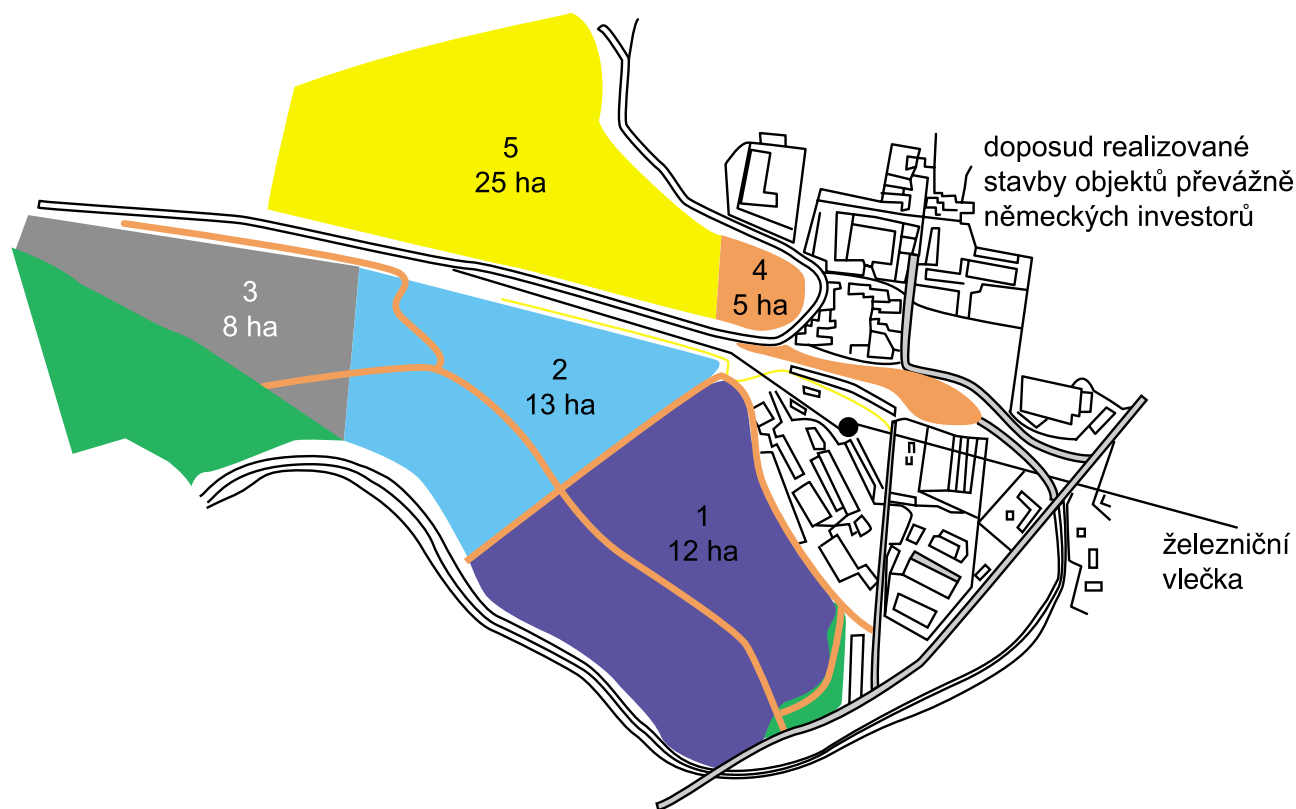 doposud realizované
stavby objektů převážně
německých investorů
5
25 ha
4
5 ha
3
8 ha
2
13 ha
1
12 ha
železniční
vlečka